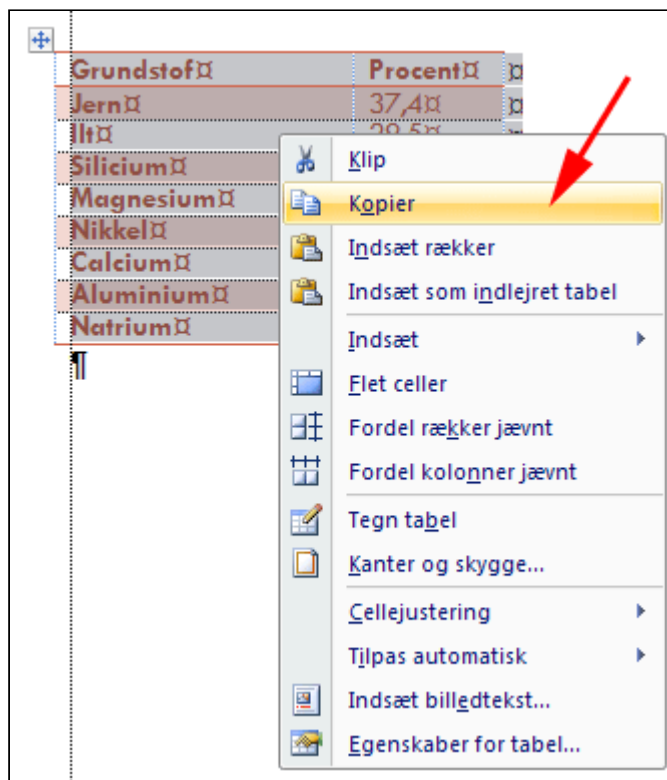 Grundstof¤ Procent¤ ¤
Jern¤ 37,4¤ ¤
Ilt¤
Silicium¤
Magnesium¤
Nikkel¤
Calcium¤
Aluminium¤
Natrium¤
¶
Klip
Kopier
Indsæt rækker
Indsæt som indlejret tabel
Indsæt
Flet celler
Fordel rækker jævnt
Fordel kolonner jævnt
Tegn tabel
Kanter og skygge...
Cellejustering
Tilpas automatisk
Indsæt billedtekst...
Egenskaber for tabel...